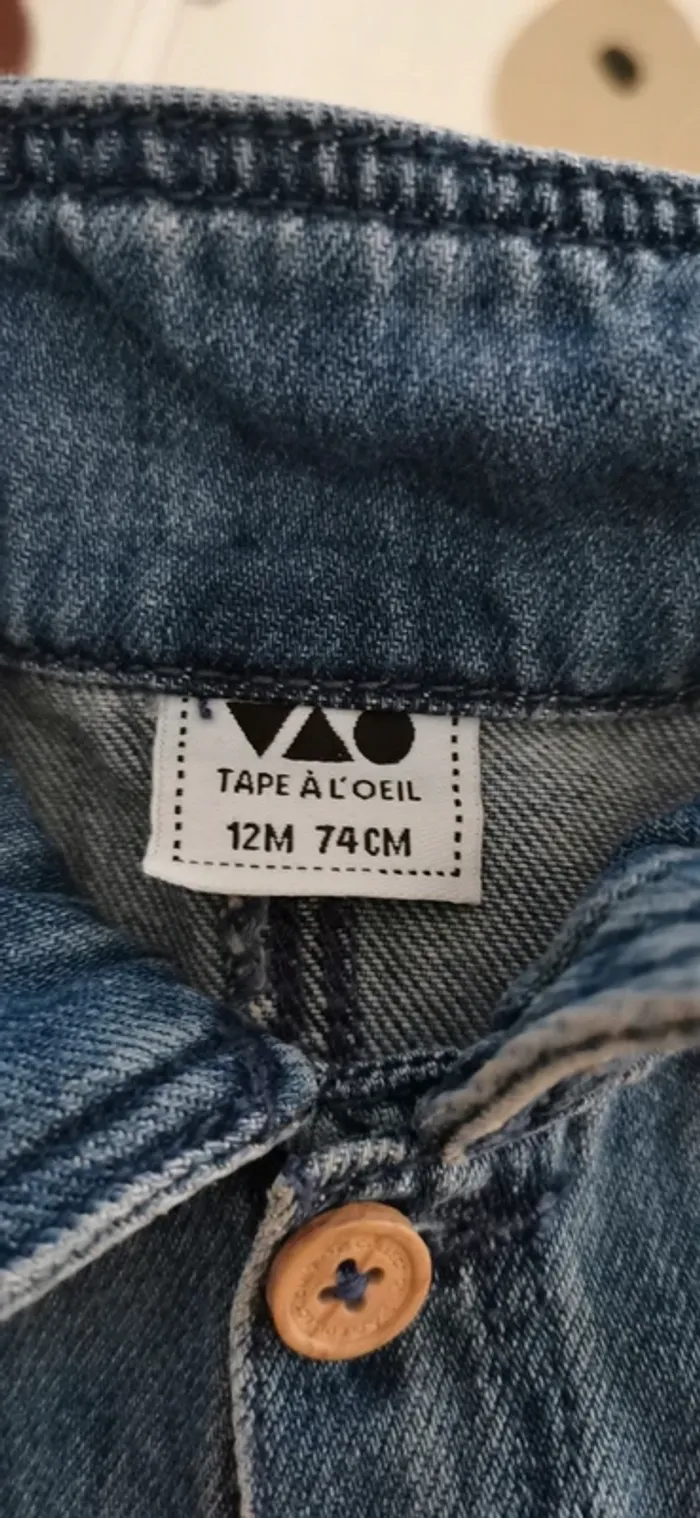 TAPE À L'OEIL
12M 74CM